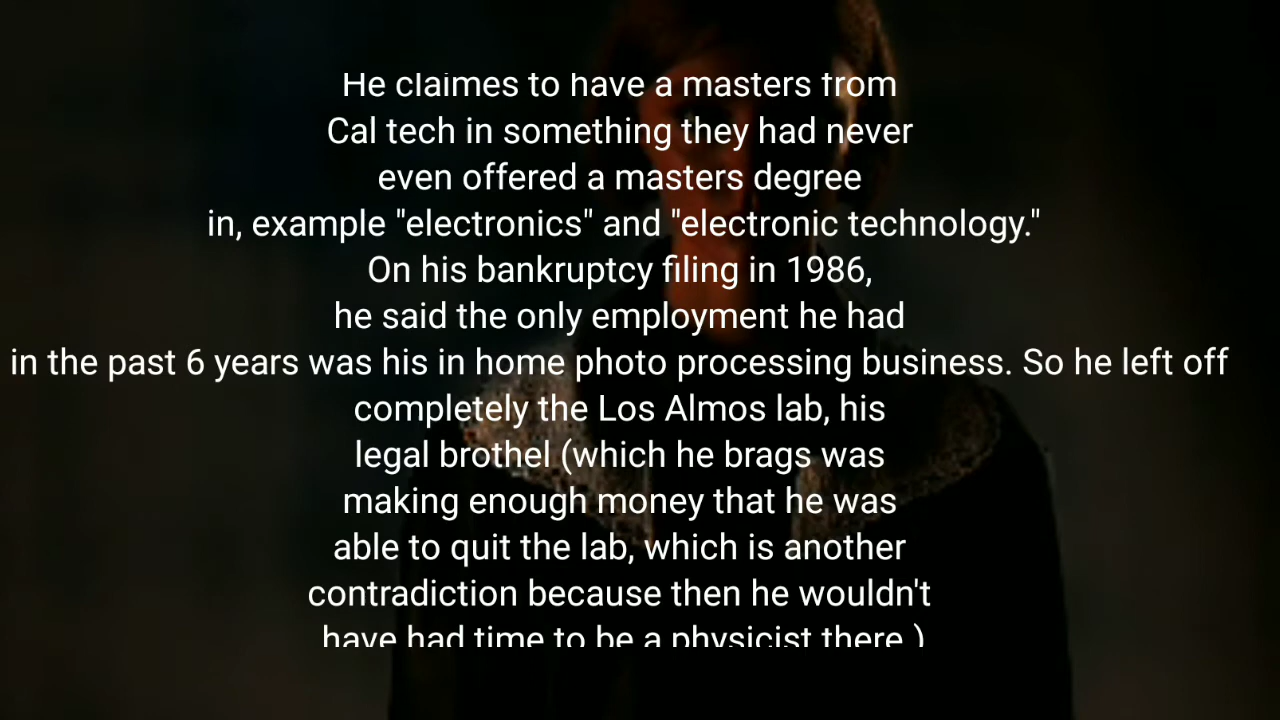 He claimes to have a masters from
Cal tech in something they had never
even offered a masters degree
in, example "electronics" and "electronic technology."
On his bankruptcy filing in 1986,
he said the only employment he had
in the past 6 years was his in home photo processing business. So he left off
completely the Los Almos lab, his
legal brothel (which he brags was
making enough money that he was
able to quit the lab, which is another
contradiction because then he wouldn't
have had time to be a physicist there.)